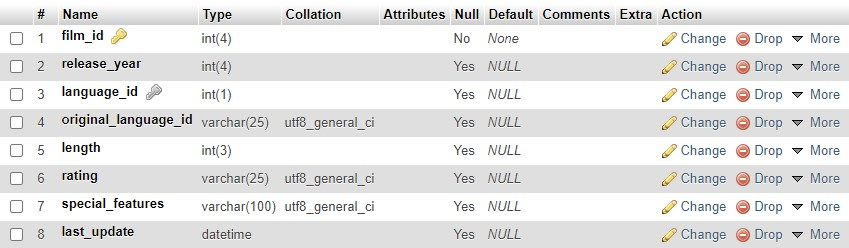 # Name Type Collation Attributes Null Default Comments Extra Action
1 film_id int(4) No None Change Drop More
2 release_year int(4) Yes NULL Change Drop More
3 language_id int(1) Yes NULL Change Drop More
4 original_language_id varchar(25) utf8_general_ci Yes NULL Change Drop More
5 length int(3) Yes NULL Change Drop More
6 rating varchar(25) utf8_general_ci Yes NULL Change Drop More
7 special_features varchar(100) utf8_general_ci Yes NULL Change Drop More
8 last_update datetime Yes NULL Change Drop More